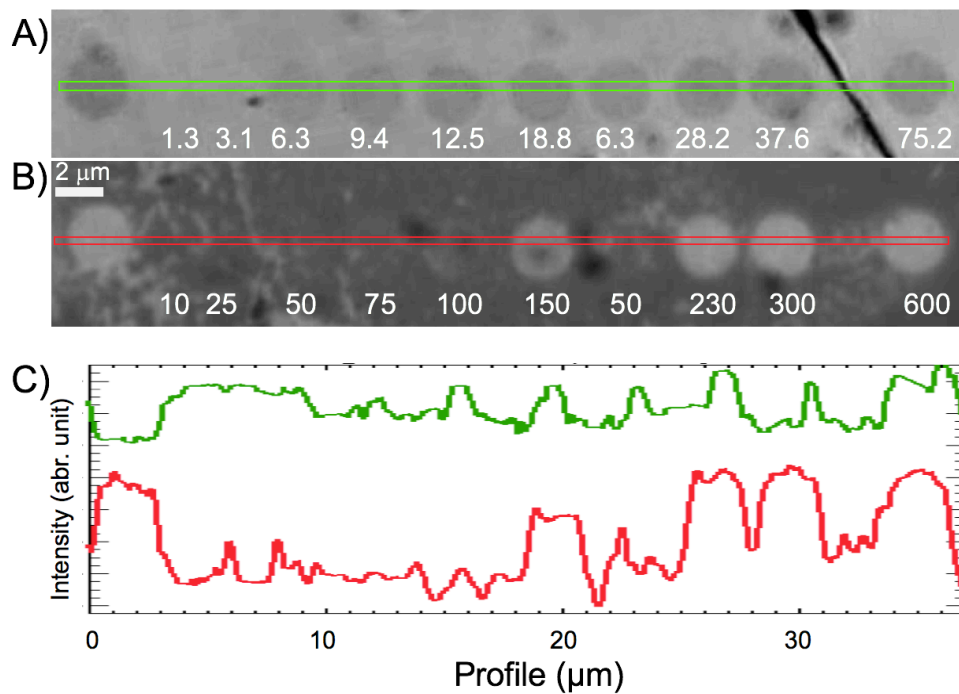 A)
1.3 3.1 6.3 9.4 12.5 18.8 6.3 28.2 37.6 75.2
B)
2 μm
10 25 50 75 100 150 50 230 300 600
C)
Intensity (abr. unit)
0 10 20 30
Profile (μm)